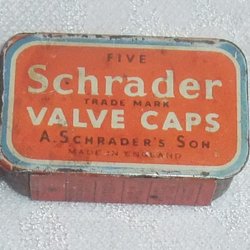 FIVE
Schrader
TRADE MARK
VALVE CAPS
A. SCHRADER'S SON
MADE IN ENGLAND